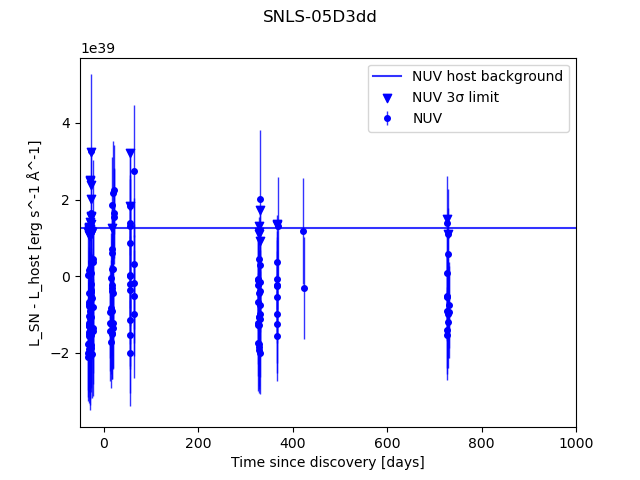 SNLS-05D3dd
1e39
NUV host background
NUV 3σ limit
NUV
4
2
0
−2
L_SN - L_host [erg s^-1 Å^-1]
0 200 400 600 800 1000
Time since discovery [days]